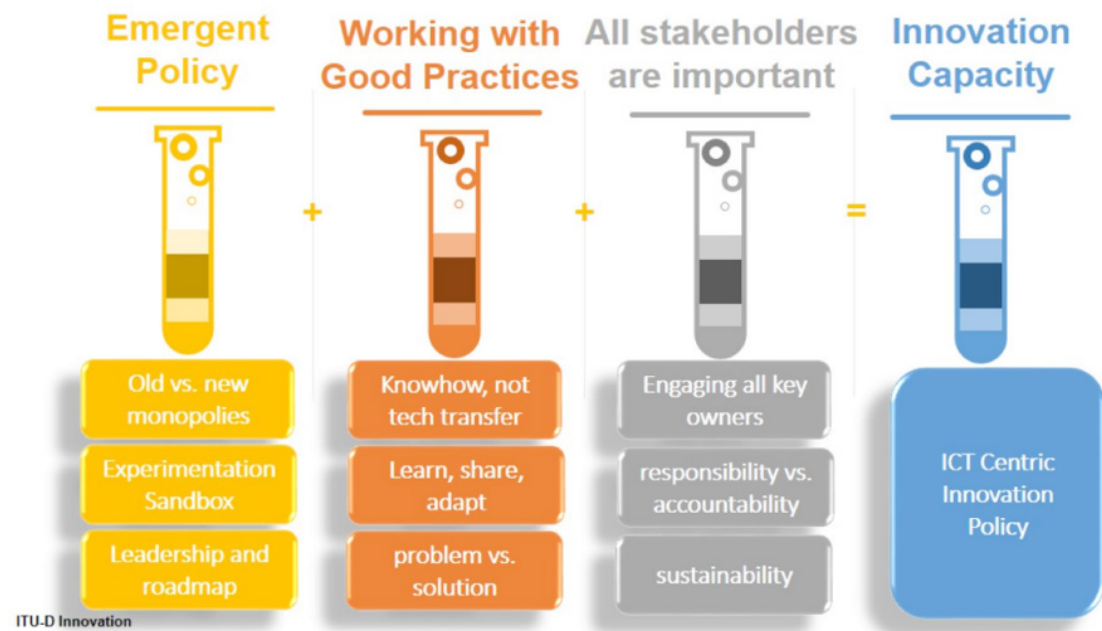 Emergent
Policy
Working with
Good Practices
All stakeholders
are important
Innovation
Capacity
+
+
=
Old vs. new
monopolies
Experimentation
Sandbox
Leadership and
roadmap
Knowhow, not
tech transfer
Learn, share,
adapt
problem vs.
solution
Engaging all key
owners
responsibility vs.
accountability
sustainability
ICT Centric
Innovation
Policy
ITU-D Innovation